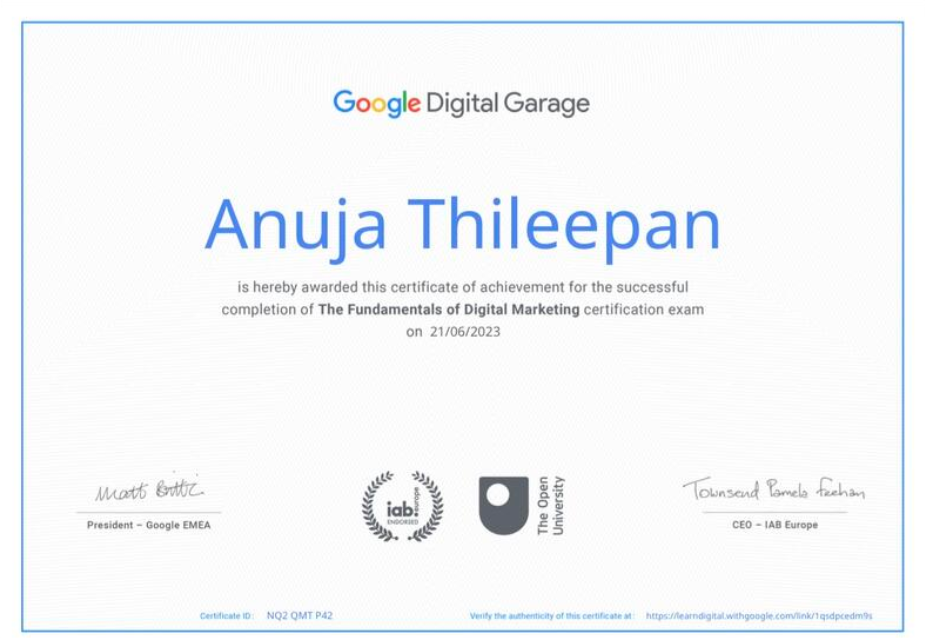 Google Digital Garage
Anuja Thileepan
is hereby awarded this certificate of achievement for the successful
completion of The Fundamentals of Digital Marketing certification exam
on 21/06/2023
Matt Brittin
President – Google EMEA
iab:europe
ENDORSED
The Open
University
Townsend Pamela Feehan
CEO – IAB Europe
Certificate ID : NQ2 QMT P42
Verify the authenticity of this certificate at : https://learndigital.withgoogle.com/link/1qsdpcedm9s